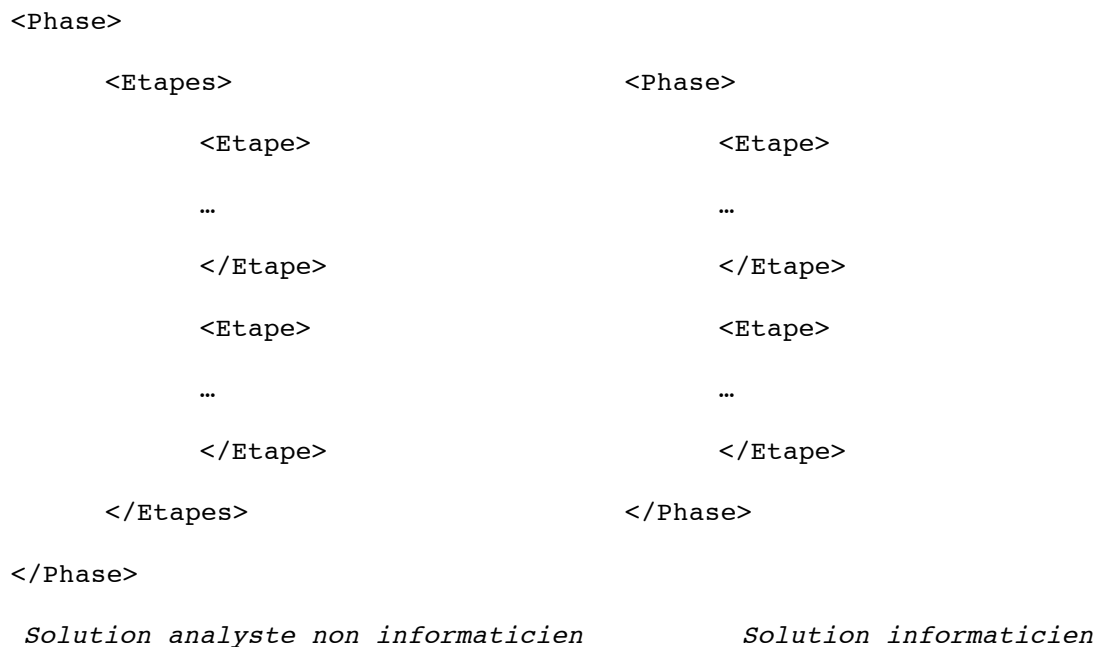 <Phase>
<Etapes> <Phase>
<Etape> <Etape>
… …
</Etape> </Etape>
<Etape> <Etape>
… …
</Etape> </Etape>
</Etapes> </Phase>
</Phase>
Solution analyste non informaticien Solution informaticien